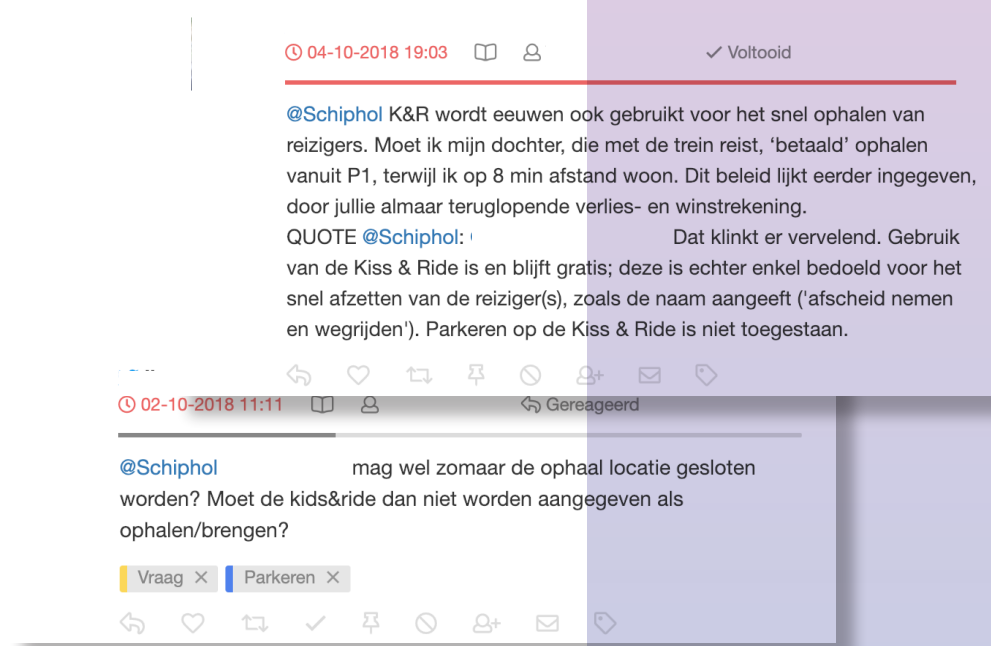 04-10-2018 19:03 Voltooid
@Schiphol K&R wordt eeuwen ook gebruikt voor het snel ophalen van
reizigers. Moet ik mijn dochter, die met de trein reist, ‘betaald’ ophalen
vanuit P1, terwijl ik op 8 min afstand woon. Dit beleid lijkt eerder ingegeven,
door jullie almaar teruglopende verlies- en winstrekening.
QUOTE @Schiphol: Dat klinkt er vervelend. Gebruik
van de Kiss & Ride is en blijft gratis; deze is echter enkel bedoeld voor het
snel afzetten van de reiziger(s), zoals de naam aangeeft ('afscheid nemen
en wegrijden'). Parkeren op de Kiss & Ride is niet toegestaan.
02-10-2018 11:11 Gereageerd
@Schiphol mag wel zomaar de ophaal locatie gesloten
worden? Moet de kids&ride dan niet worden aangegeven als
ophalen/brengen?
Vraag × Parkeren ×